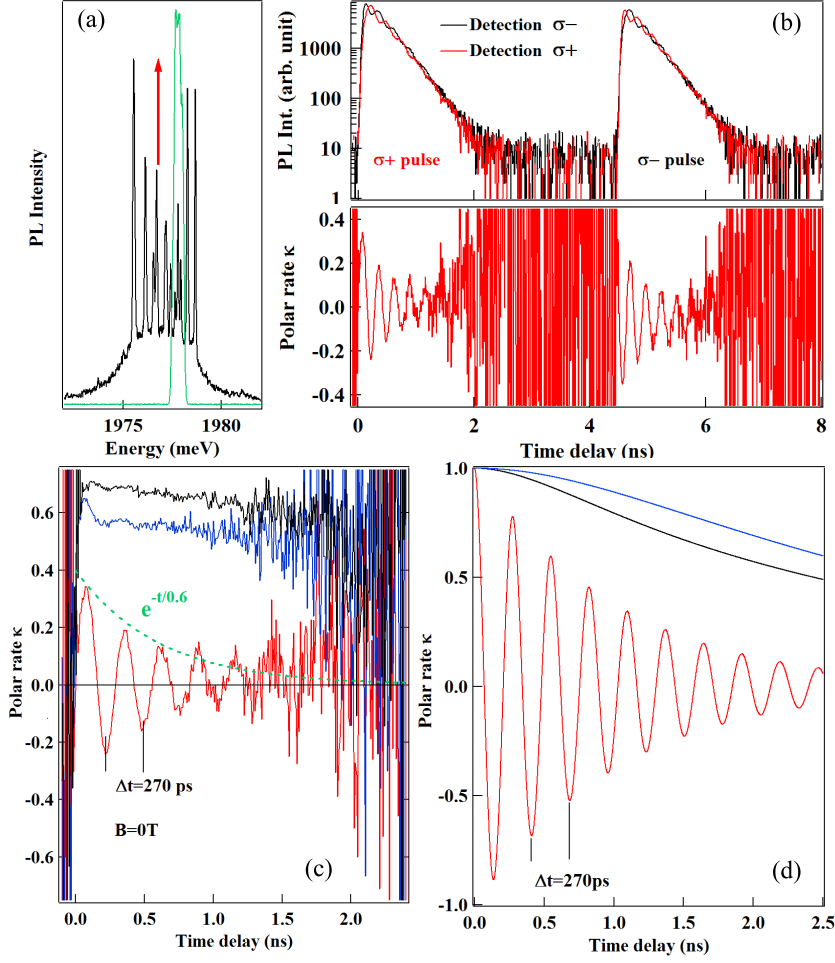 (a)
PL Intensity
1975
1980
Energy (meV)
(b)
Detection σ−
Detection σ+
PL Int. (arb. unit)
1000
100
10
1
σ+ pulse
σ− pulse
Polar rate κ
0.4
0.2
0.0
-0.2
-0.4
0
2
4
6
8
Time delay (ns)
(c)
Polar rate κ
0.6
0.4
0.2
0.0
-0.2
-0.4
-0.6
e-t/0.6
Δt=270 ps
B=0T
0.0
0.5
1.0
1.5
2.0
Time delay (ns)
(d)
Polar rate κ
1.0
0.5
0.0
-0.5
-1.0
Δt=270ps
0.0
0.5
1.0
1.5
2.0
2.5
Time delay (ns)